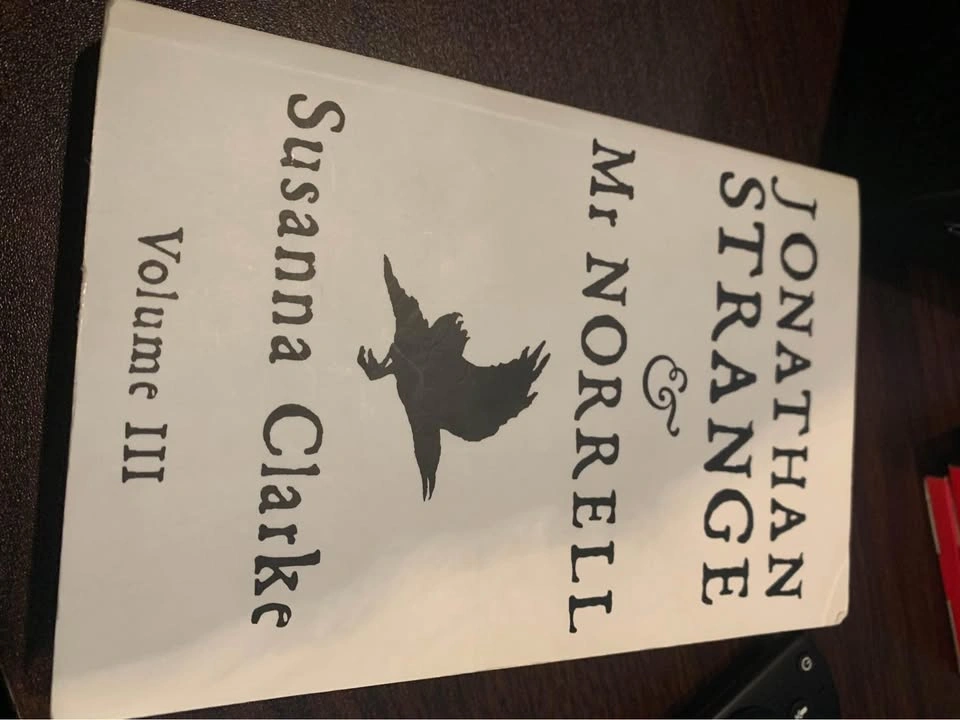 JONATHAN
STRANGE
&
Mr NORRELL
Susanna Clarke
Volume III